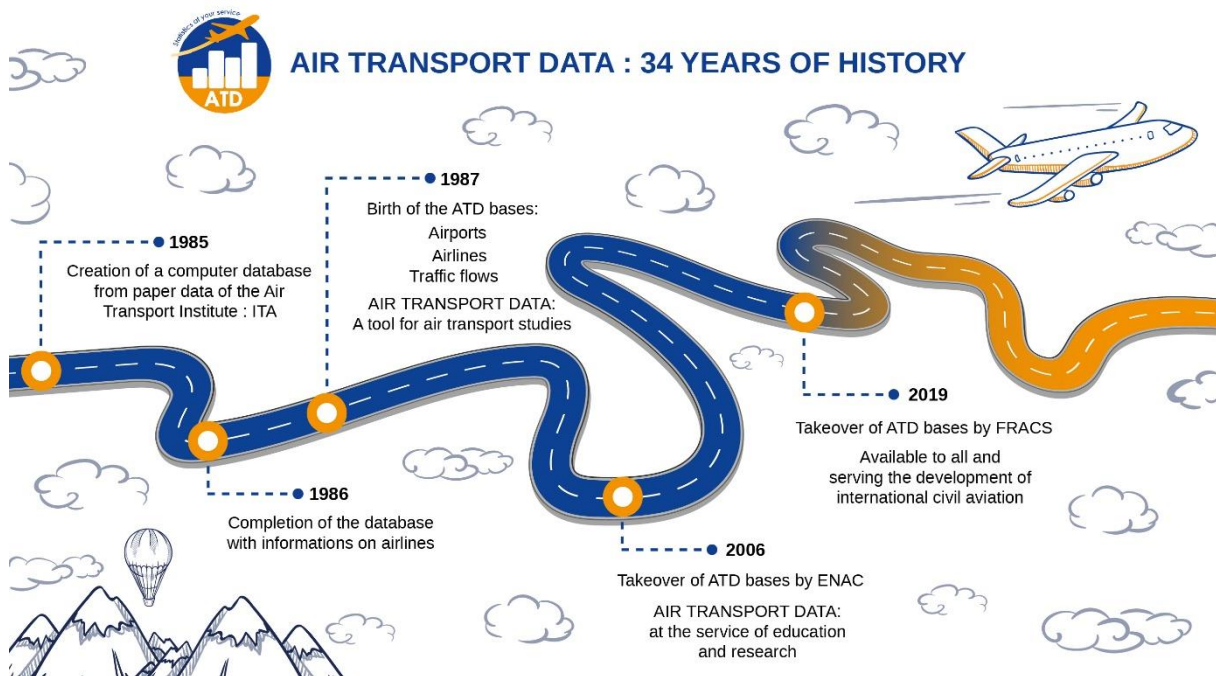 Statistics at your service
ATD
AIR TRANSPORT DATA : 34 YEARS OF HISTORY
1985
Creation of a computer database
from paper data of the Air
Transport Institute : ITA
1986
Completion of the database
with informations on airlines
1987
Birth of the ATD bases:
Airports
Airlines
Traffic flows
AIR TRANSPORT DATA:
A tool for air transport studies
2006
Takeover of ATD bases by ENAC
AIR TRANSPORT DATA:
at the service of education
and research
2019
Takeover of ATD bases by FRACS
Available to all and
serving the development of
international civil aviation